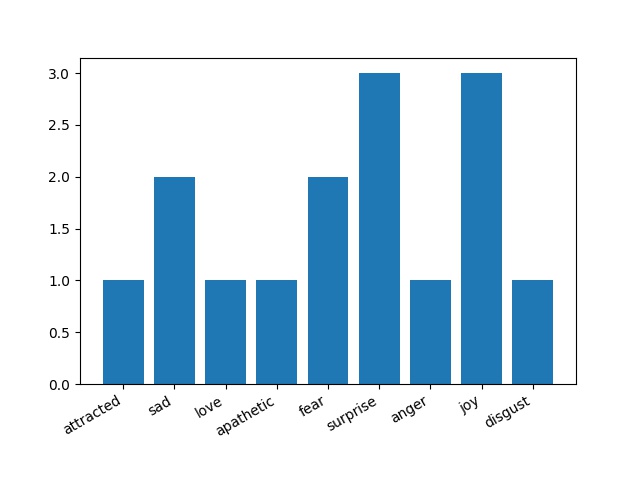 3.0
2.5
2.0
1.5
1.0
0.5
0.0
attracted
sad
love
apathetic
fear
surprise
anger
joy
disgust